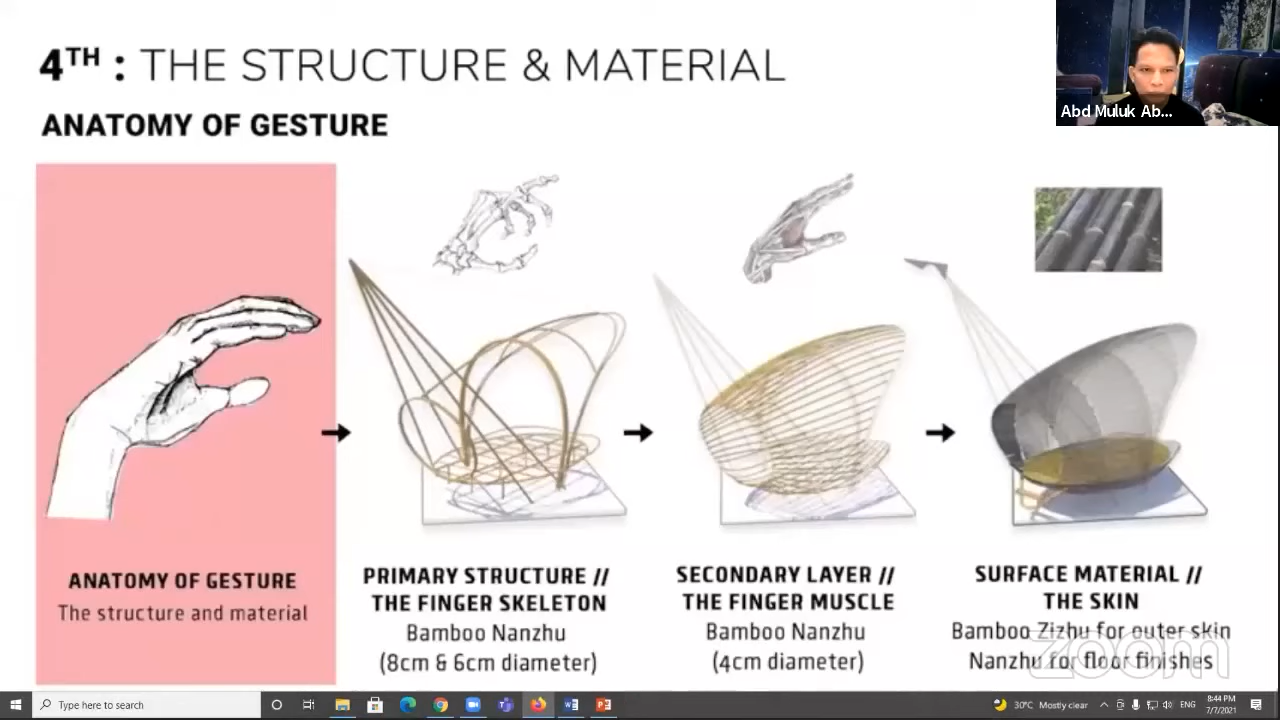 4TH : THE STRUCTURE & MATERIAL
Abd Muluk Ab...
ANATOMY OF GESTURE
ANATOMY OF GESTURE
The structure and material
PRIMARY STRUCTURE //
THE FINGER SKELETON
Bamboo Nanzhu
(8cm & 6cm diameter)
SECONDARY LAYER //
THE FINGER MUSCLE
Bamboo Nanzhu
(4cm diameter)
SURFACE MATERIAL //
THE SKIN
Bamboo Zizhu for outer skin
Nanzhu for floor finishes
zoom
Type here to search
30°C Mostly clear
ENG
8:44 PM
7/7/2021